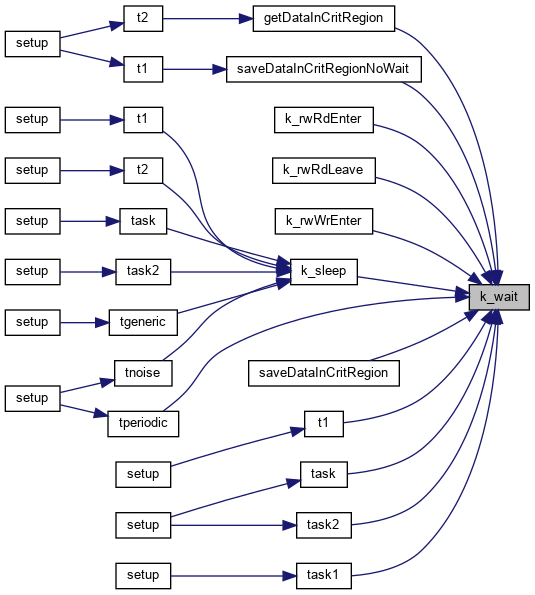 t2
getDataInCritRegion
setup
t1
saveDataInCritRegionNoWait
setup
t1
k_rwRdEnter
setup
t2
k_rwRdLeave
setup
task
k_rwWrEnter
setup
task2
k_sleep
k_wait
setup
tgeneric
tnoise
saveDataInCritRegion
setup
tperiodic
t1
setup
task
setup
task2
setup
task1